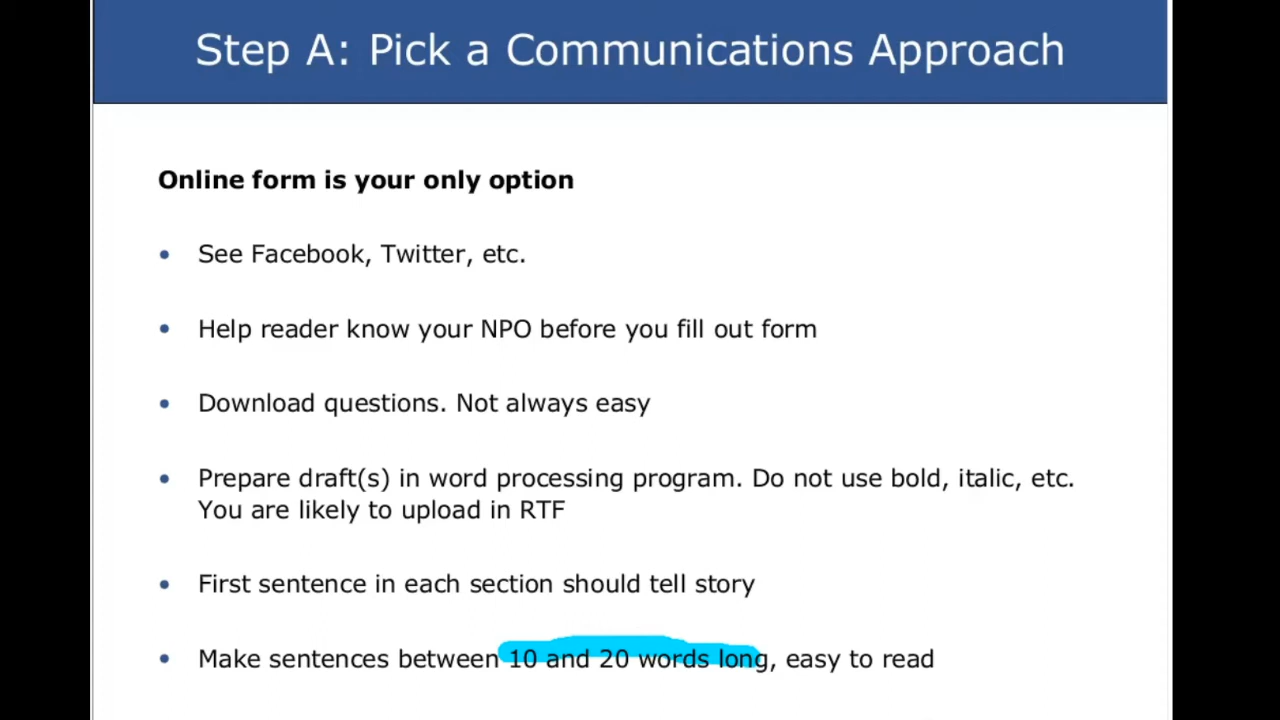 Step A: Pick a Communications Approach
Online form is your only option
• See Facebook, Twitter, etc.
• Help reader know your NPO before you fill out form
• Download questions. Not always easy
• Prepare draft(s) in word processing program. Do not use bold, italic, etc.
You are likely to upload in RTF
• First sentence in each section should tell story
• Make sentences between 10 and 20 words long, easy to read